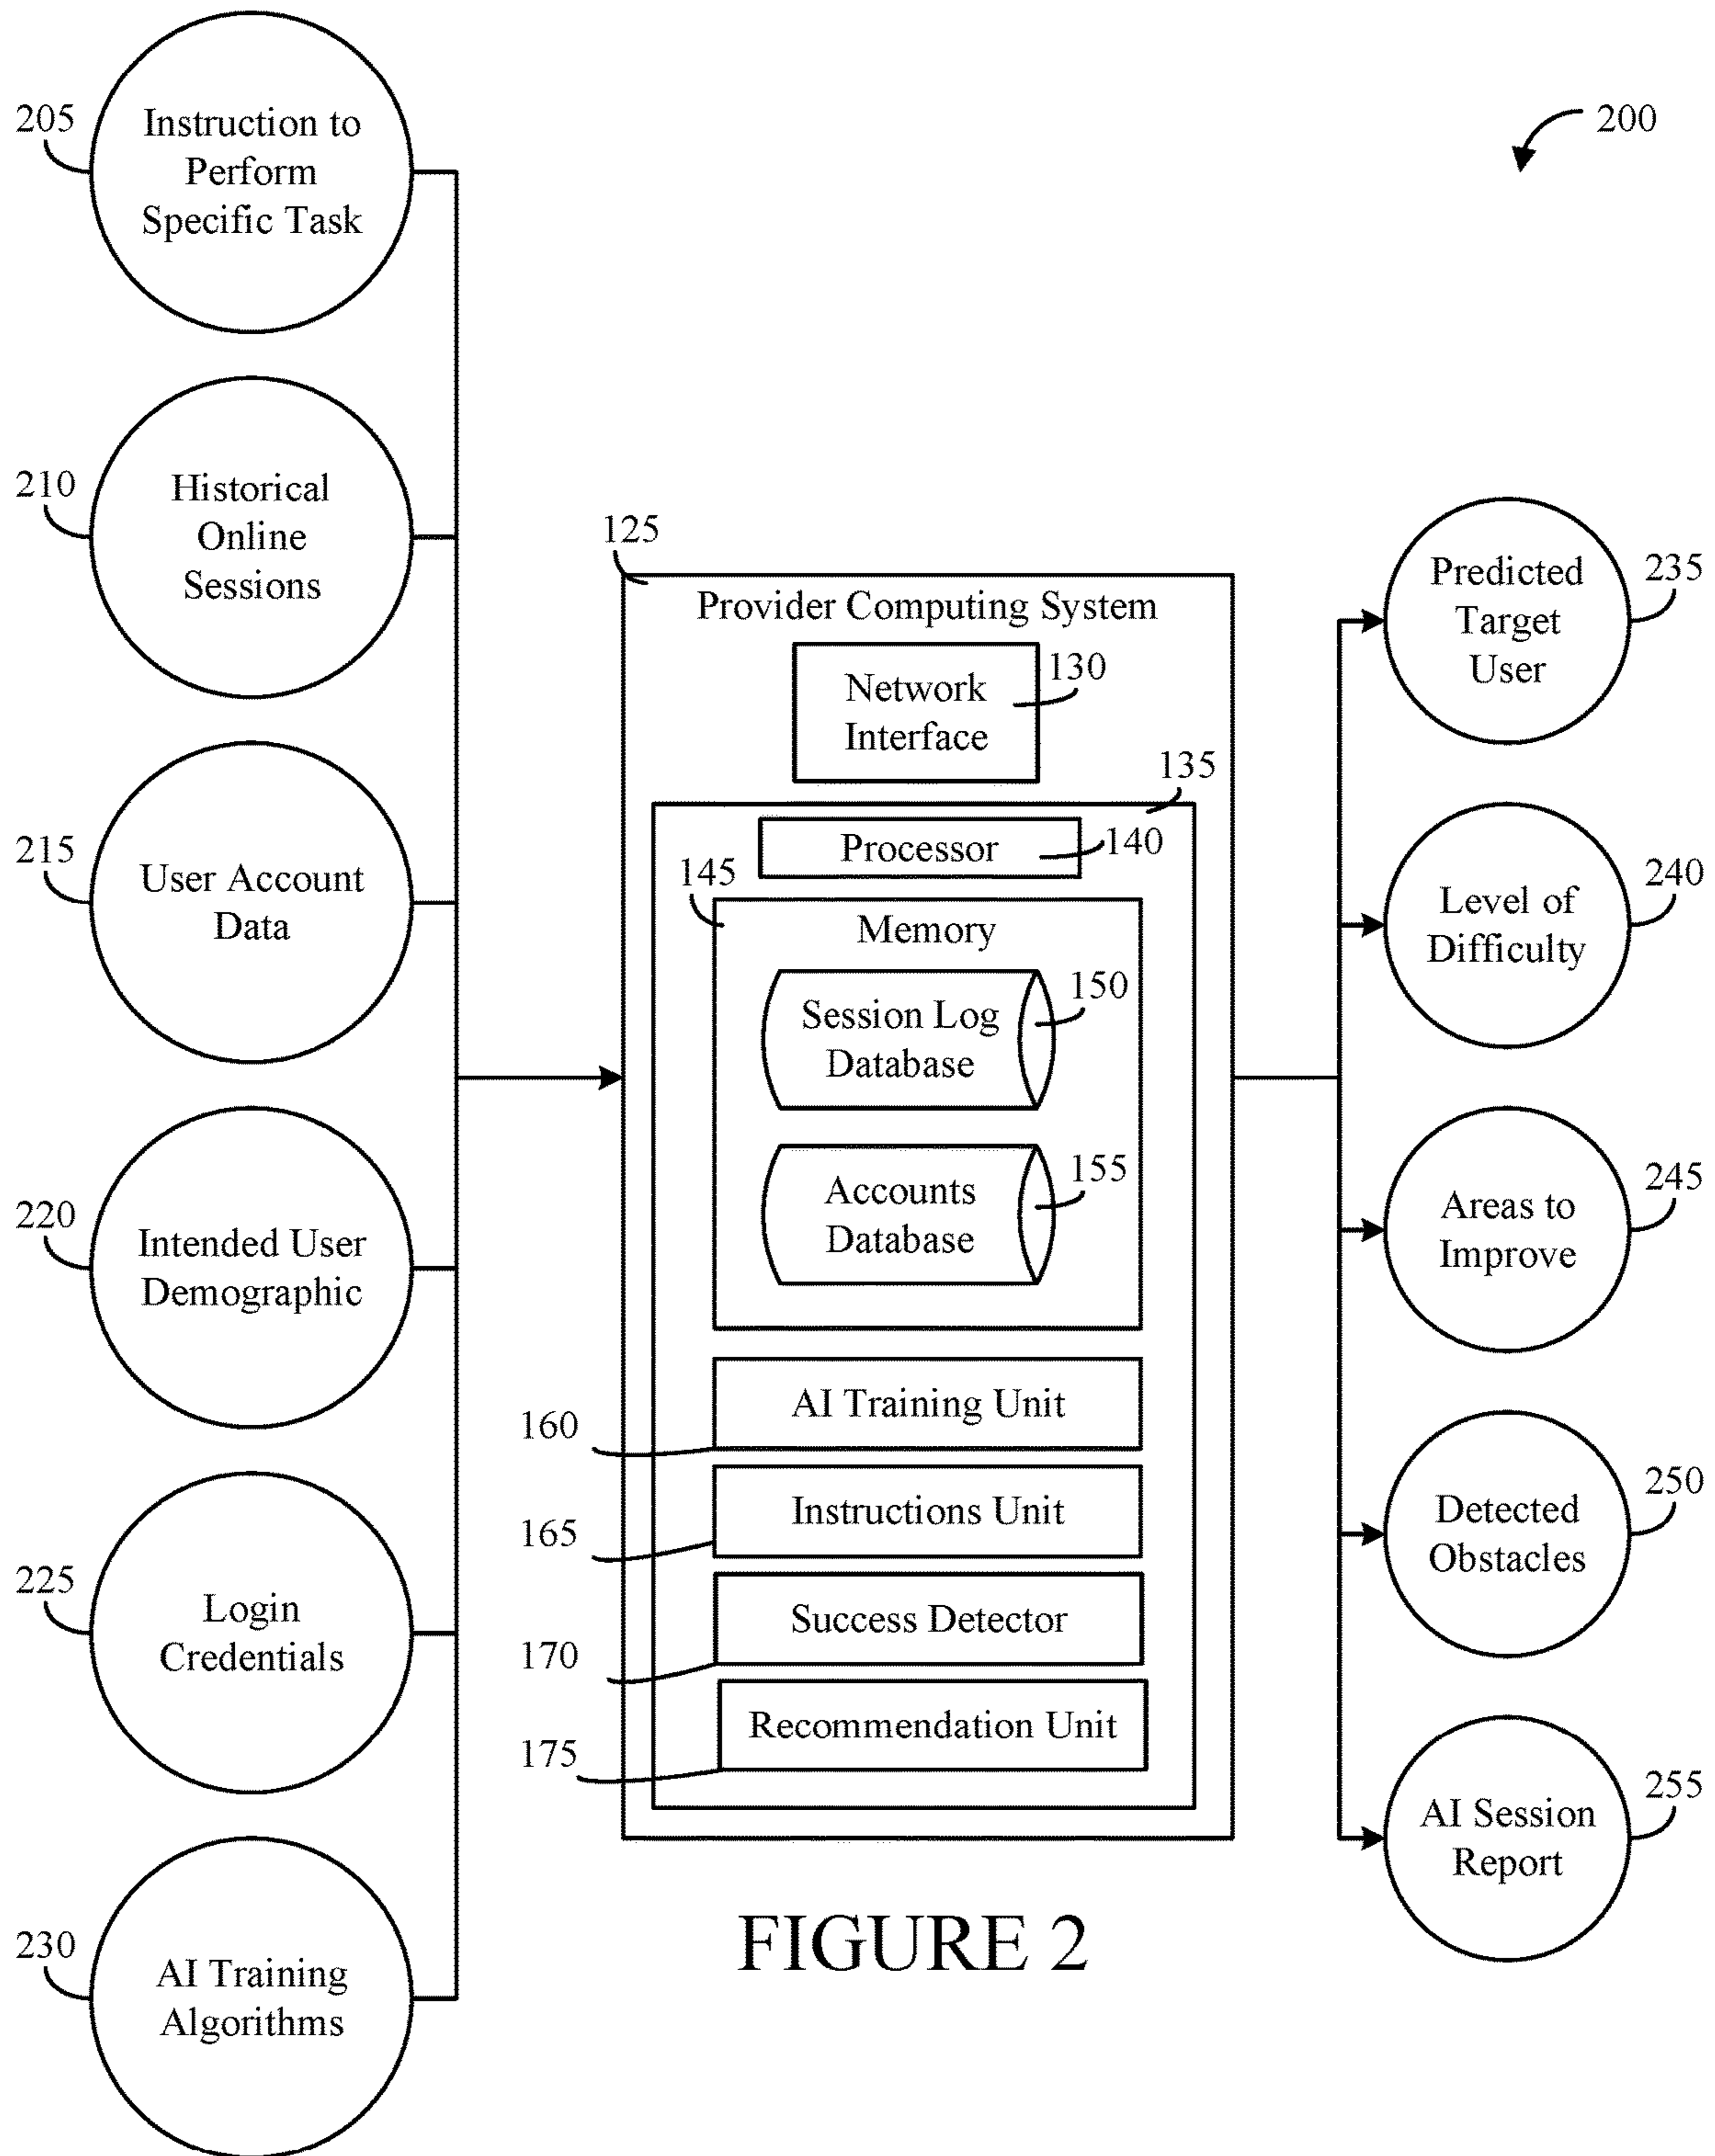 200
205
Instruction to
Perform
Specific Task
210
Historical
Online
Sessions
215
User Account
Data
220
Intended User
Demographic
225
Login
Credentials
230
AI Training
Algorithms
125
Provider Computing System
Network
Interface
130
135
Processor
140
145
Memory
Session Log
Database
150
Accounts
Database
155
AI Training Unit
160
Instructions Unit
165
Success Detector
170
Recommendation Unit
175
Predicted
Target
User
235
Level of
Difficulty
240
Areas to
Improve
245
Detected
Obstacles
250
AI Session
Report
255
FIGURE 2